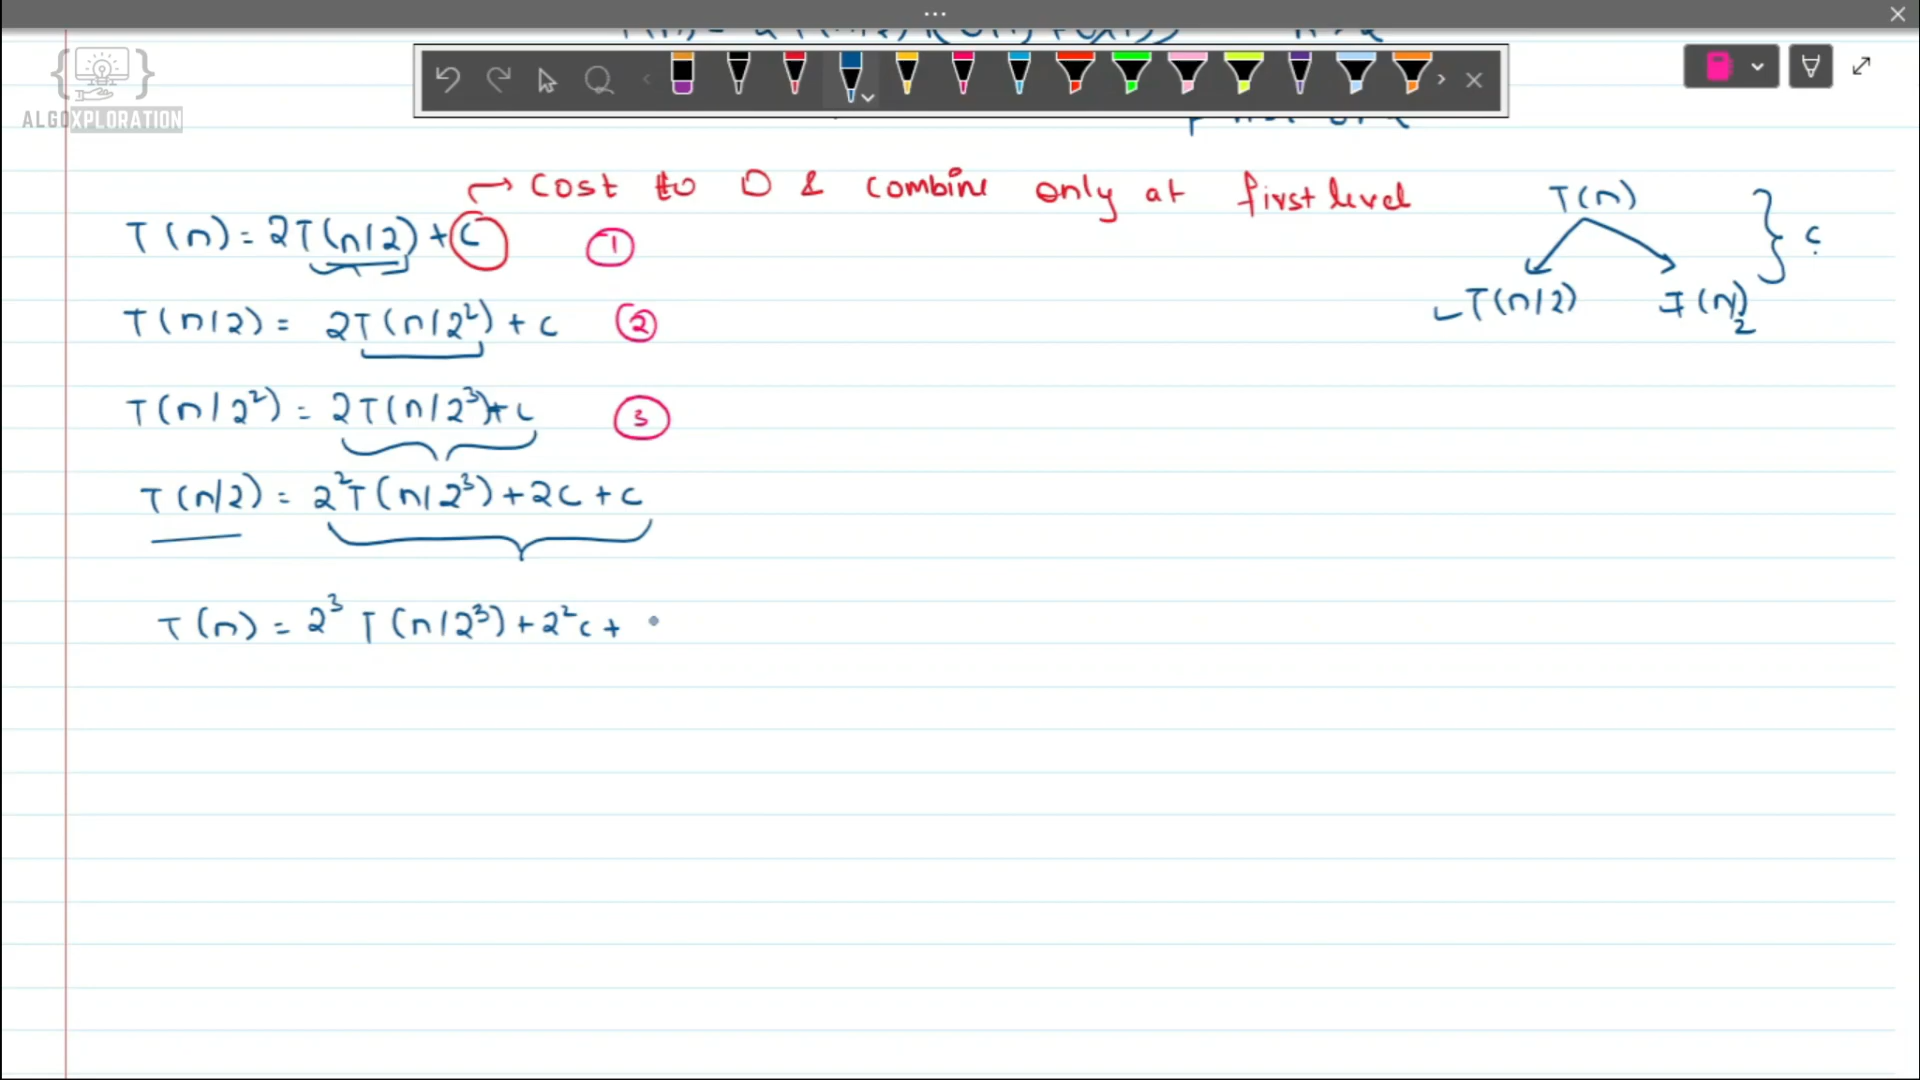 ALGOXPLORATION
→ Cost to D & combine only at first level
T(n) = 2T(n/2) + c ①
T(n/2) = 2T(n/2²) + c ②
T(n/2²) = 2T(n/2³) + c ③
T(n/2) = 2²T(n/2³) + 2c + c
T(n) = 2³ T(n/2³) + 2²c +
T(n)
c
T(n/2) T(n/2)